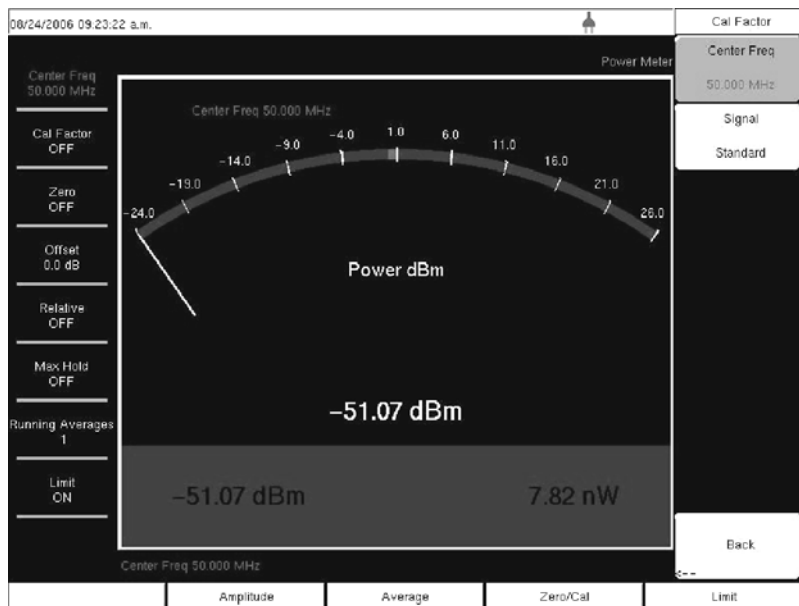 08/24/2006 09:23:22 a.m.
Cal Factor
Power Meter
Center Freq
50.000 MHz
Cal Factor
OFF
Zero
OFF
Offset
0.0 dB
Relative
OFF
Max Hold
OFF
Running Averages
1
Limit
ON
Center Freq 50.000 MHz
-24.0
-19.0
-14.0
-9.0
-4.0
1.0
6.0
11.0
16.0
21.0
26.0
Power dBm
-51.07 dBm
-51.07 dBm 7.82 nW
Center Freq 50.000 MHz
Center Freq
50.000 MHz
Signal
Standard
Back
<--
Amplitude
Average
Zero/Cal
Limit